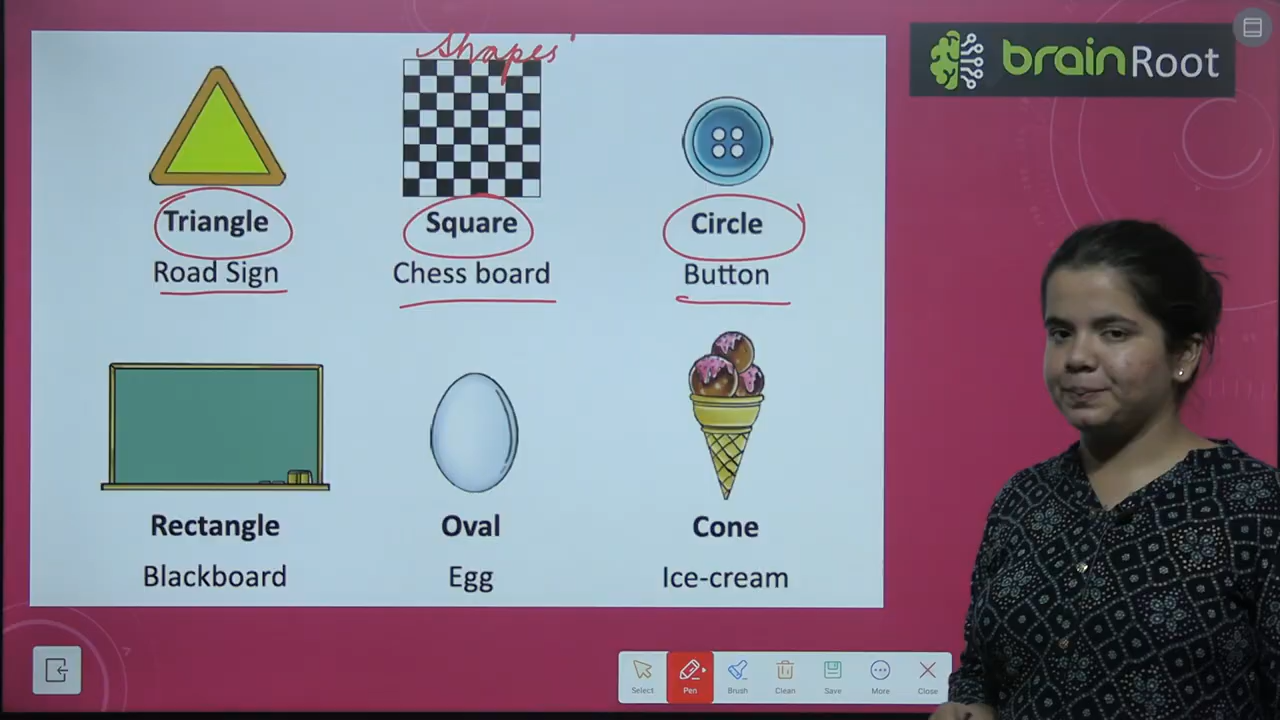 shapes
brainRoot
Triangle Square Circle
Road Sign Chess board Button
Rectangle Oval Cone
Blackboard Egg Ice-cream
Select Pen Brush Clean Save More Close